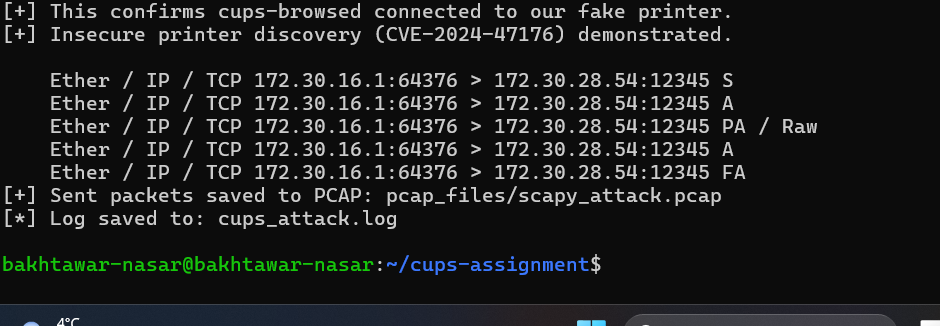 [+] This confirms cups-browsed connected to our fake printer.
[+] Insecure printer discovery (CVE-2024-47176) demonstrated.
Ether / IP / TCP 172.30.16.1:64376 > 172.30.28.54:12345 S
Ether / IP / TCP 172.30.16.1:64376 > 172.30.28.54:12345 A
Ether / IP / TCP 172.30.16.1:64376 > 172.30.28.54:12345 PA / Raw
Ether / IP / TCP 172.30.16.1:64376 > 172.30.28.54:12345 A
Ether / IP / TCP 172.30.16.1:64376 > 172.30.28.54:12345 FA
[+] Sent packets saved to PCAP: pcap_files/scapy_attack.pcap
[*] Log saved to: cups_attack.log
bakhtawar-nasar@bakhtawar-nasar:~/cups-assignment$
4°C